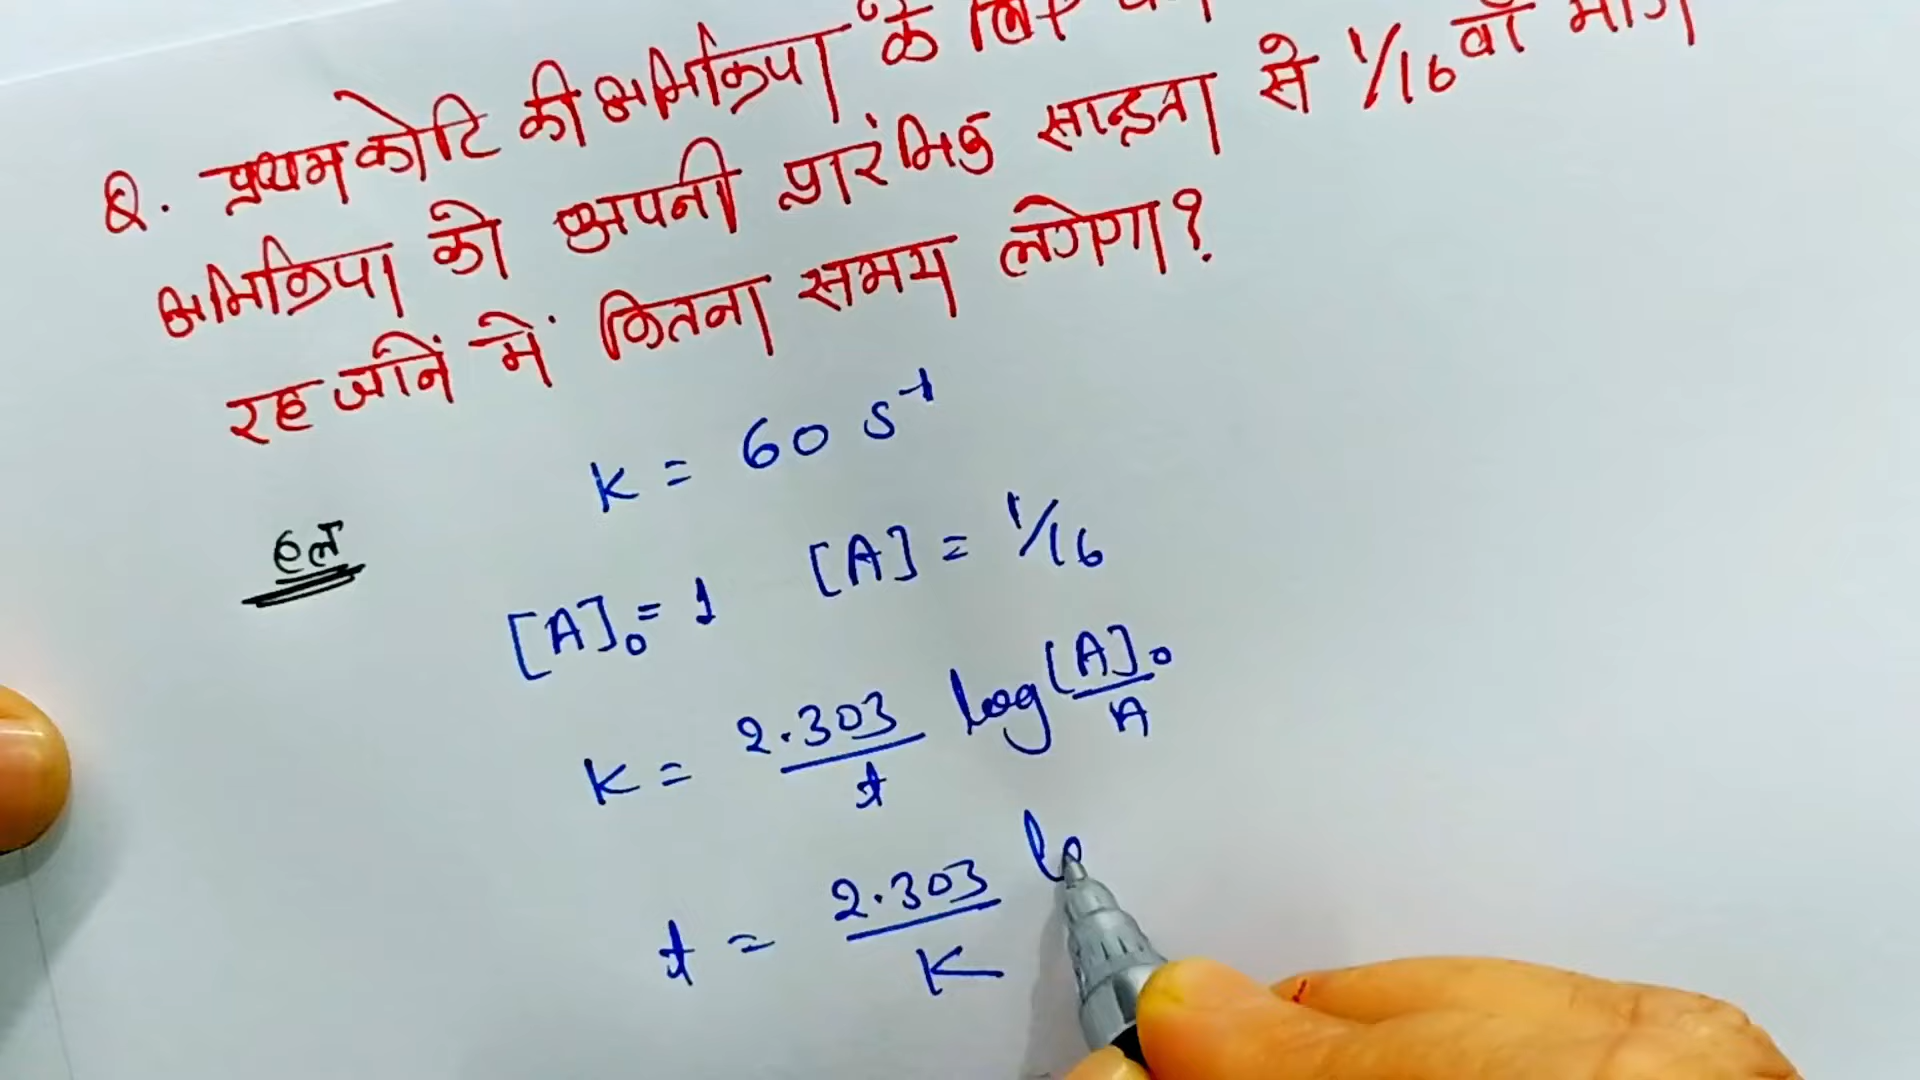 Q. प्रथम कोटि की अभिक्रिया के लिए
अभिक्रिया को अपनी प्रारंभिक सान्द्रता से 1/16 वाँ भाग
रह जाने में कितना समय लगेगा?
K = 60 S⁻¹
हल
[A]₀ = 1 [A] = 1/16
K = 2.303/t log [A]₀/A
t = 2.303/K lo